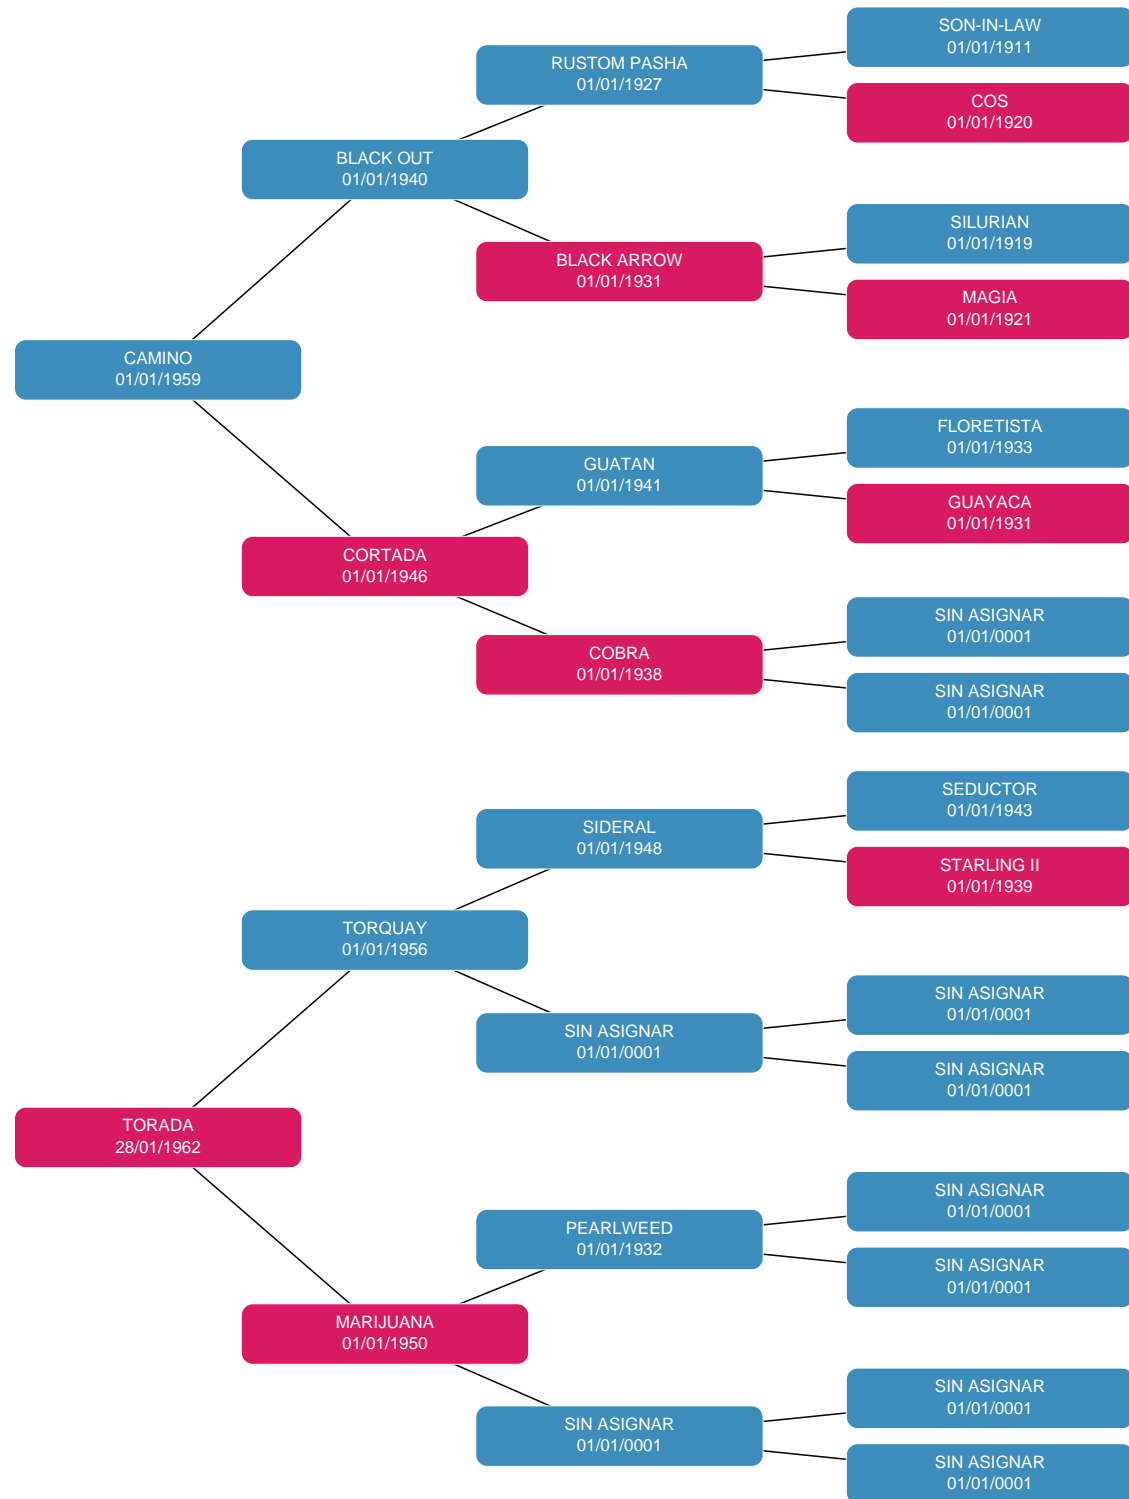 SON-IN-LAW
01/01/1911
RUSTOM PASHA
01/01/1927
COS
01/01/1920
BLACK OUT
01/01/1940
SILURIAN
01/01/1919
BLACK ARROW
01/01/1931
MAGIA
01/01/1921
CAMINO
01/01/1959
FLORETISTA
01/01/1933
GUATAN
01/01/1941
GUAYACA
01/01/1931
CORTADA
01/01/1946
SIN ASIGNAR
01/01/0001
COBRA
01/01/1938
SIN ASIGNAR
01/01/0001
SEDUCTOR
01/01/1943
SIDERAL
01/01/1948
STARLING II
01/01/1939
TORQUAY
01/01/1956
SIN ASIGNAR
01/01/0001
SIN ASIGNAR
01/01/0001
SIN ASIGNAR
01/01/0001
TORADA
28/01/1962
SIN ASIGNAR
01/01/0001
PEARLWEED
01/01/1932
SIN ASIGNAR
01/01/0001
MARIJUANA
01/01/1950
SIN ASIGNAR
01/01/0001
SIN ASIGNAR
01/01/0001
SIN ASIGNAR
01/01/0001